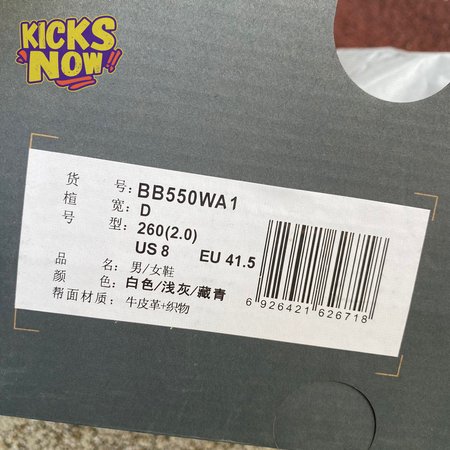 KICKS
NOW
货 号: BB550WA1
楦 宽: D
号 型: 260(2.0)
US 8 EU 41.5
品 名: 男/女鞋
颜 色: 白色/浅灰/藏青
帮面材质: 牛皮革+织物
6 926421 626718